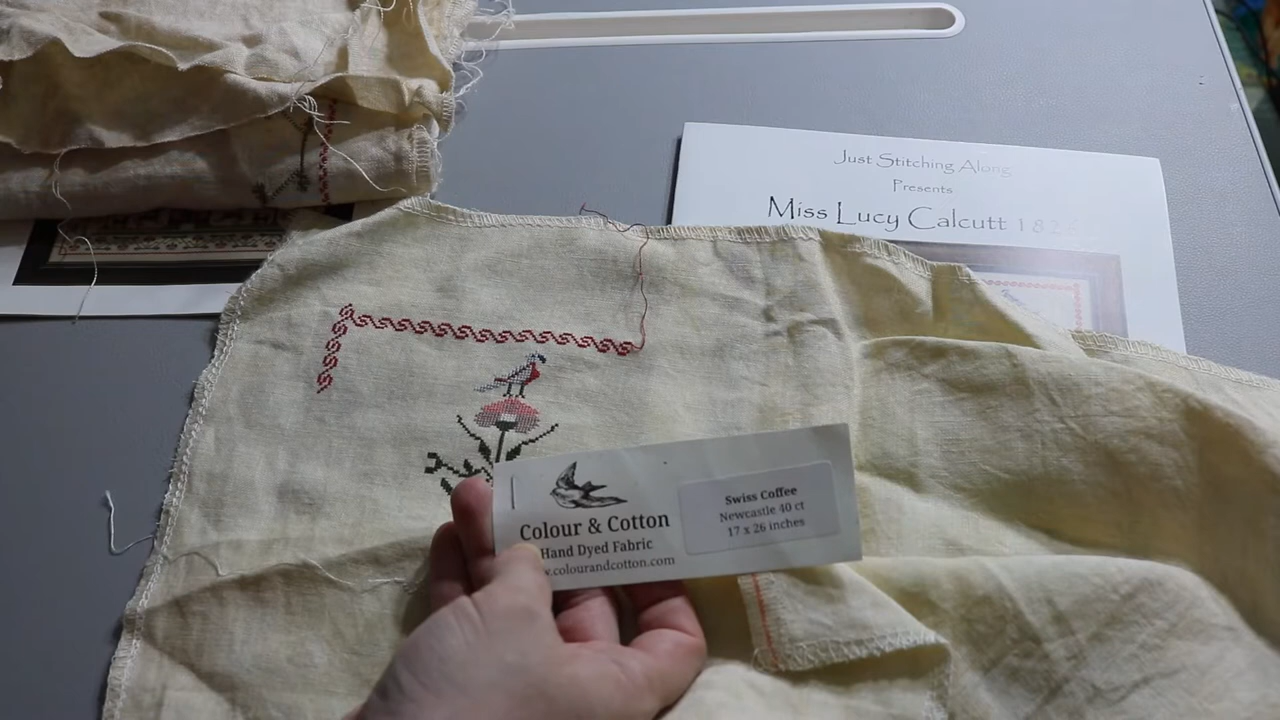 Just Stitching Along
Presents
Miss Lucy Calcutt 182
Colour & Cotton
Hand Dyed Fabric
.colourandcotton.com
Swiss Coffee
Newcastle 40 ct
17 x 26 inches